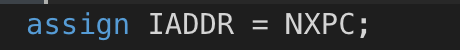 assign IADDR = NXPC;